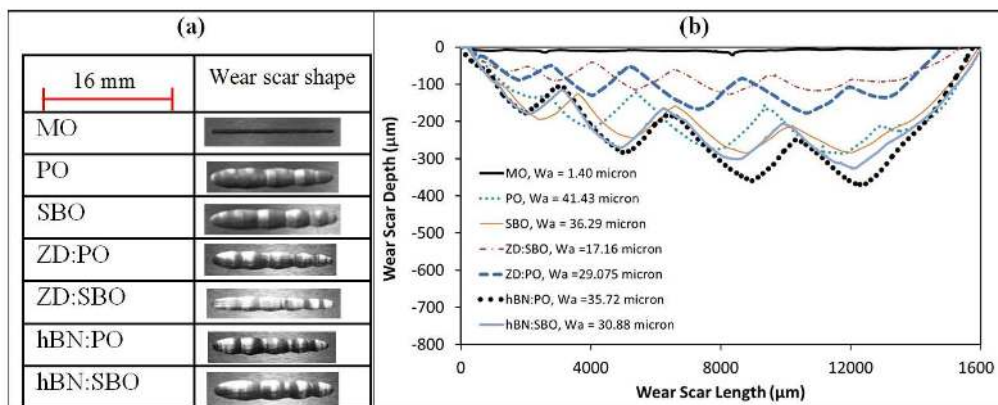 (a)
16 mm
Wear scar shape
MO
PO
SBO
ZD:PO
ZD:SBO
hBN:PO
hBN:SBO
(b)
Wear Scar Depth (μm)
0
-100
-200
-300
-400
-500
-600
-700
-800
MO, Wa = 1.40 micron
PO, Wa = 41.43 micron
SBO, Wa = 36.29 micron
ZD:SBO, Wa =17.16 micron
ZD:PO, Wa =29.075 micron
hBN:PO, Wa =35.72 micron
hBN:SBO, Wa = 30.88 micron
0 4000 8000 12000 1600
Wear Scar Length (μm)